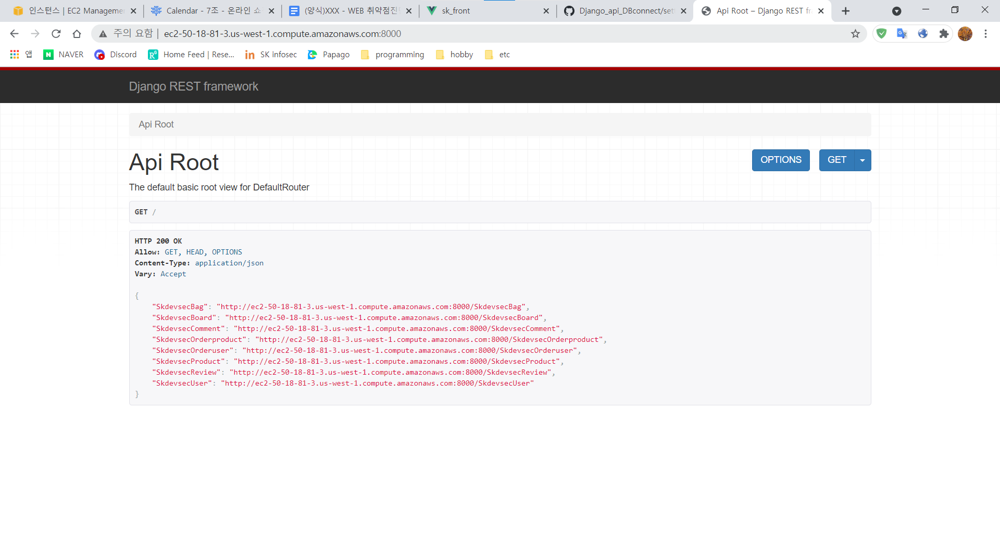 인스턴스 | EC2 Manageme
Calendar - 7조 - 온라인 쇼
(양식)XXX - WEB 취약점진
sk_front
Django_api_DBconnect/set
Api Root – Django REST fr
주의 요함 | ec2-50-18-81-3.us-west-1.compute.amazonaws.com:8000
앱
NAVER
Discord
Home Feed | Rese...
SK infosec
Papago
programming
hobby
etc
Django REST framework
Api Root
Api Root
OPTIONS
GET
The default basic root view for DefaultRouter
GET /
HTTP 200 OK
Allow: GET, HEAD, OPTIONS
Content-Type: application/json
Vary: Accept
{
"SkdevsecBag": "http://ec2-50-18-81-3.us-west-1.compute.amazonaws.com:8000/SkdevsecBag",
"SkdevsecBoard": "http://ec2-50-18-81-3.us-west-1.compute.amazonaws.com:8000/SkdevsecBoard",
"SkdevsecComment": "http://ec2-50-18-81-3.us-west-1.compute.amazonaws.com:8000/SkdevsecComment",
"SkdevsecOrderproduct": "http://ec2-50-18-81-3.us-west-1.compute.amazonaws.com:8000/SkdevsecOrderproduct",
"SkdevsecOrderuser": "http://ec2-50-18-81-3.us-west-1.compute.amazonaws.com:8000/SkdevsecOrderuser",
"SkdevsecProduct": "http://ec2-50-18-81-3.us-west-1.compute.amazonaws.com:8000/SkdevsecProduct",
"SkdevsecReview": "http://ec2-50-18-81-3.us-west-1.compute.amazonaws.com:8000/SkdevsecReview",
"SkdevsecUser": "http://ec2-50-18-81-3.us-west-1.compute.amazonaws.com:8000/SkdevsecUser"
}